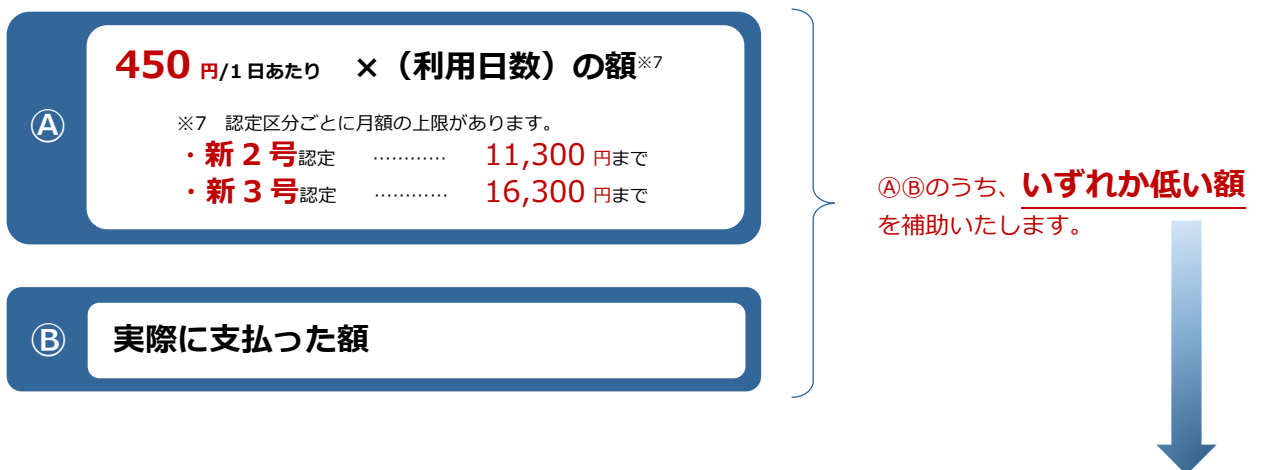 Ⓐ
450 円/1日あたり ×（利用日数）の額※7
※7 認定区分ごとに月額の上限があります。
・新2号認定 ………… 11,300 円まで
・新3号認定 ………… 16,300 円まで
ⒶⒷのうち、いずれか低い額
を補助いたします。
Ⓑ
実際に支払った額